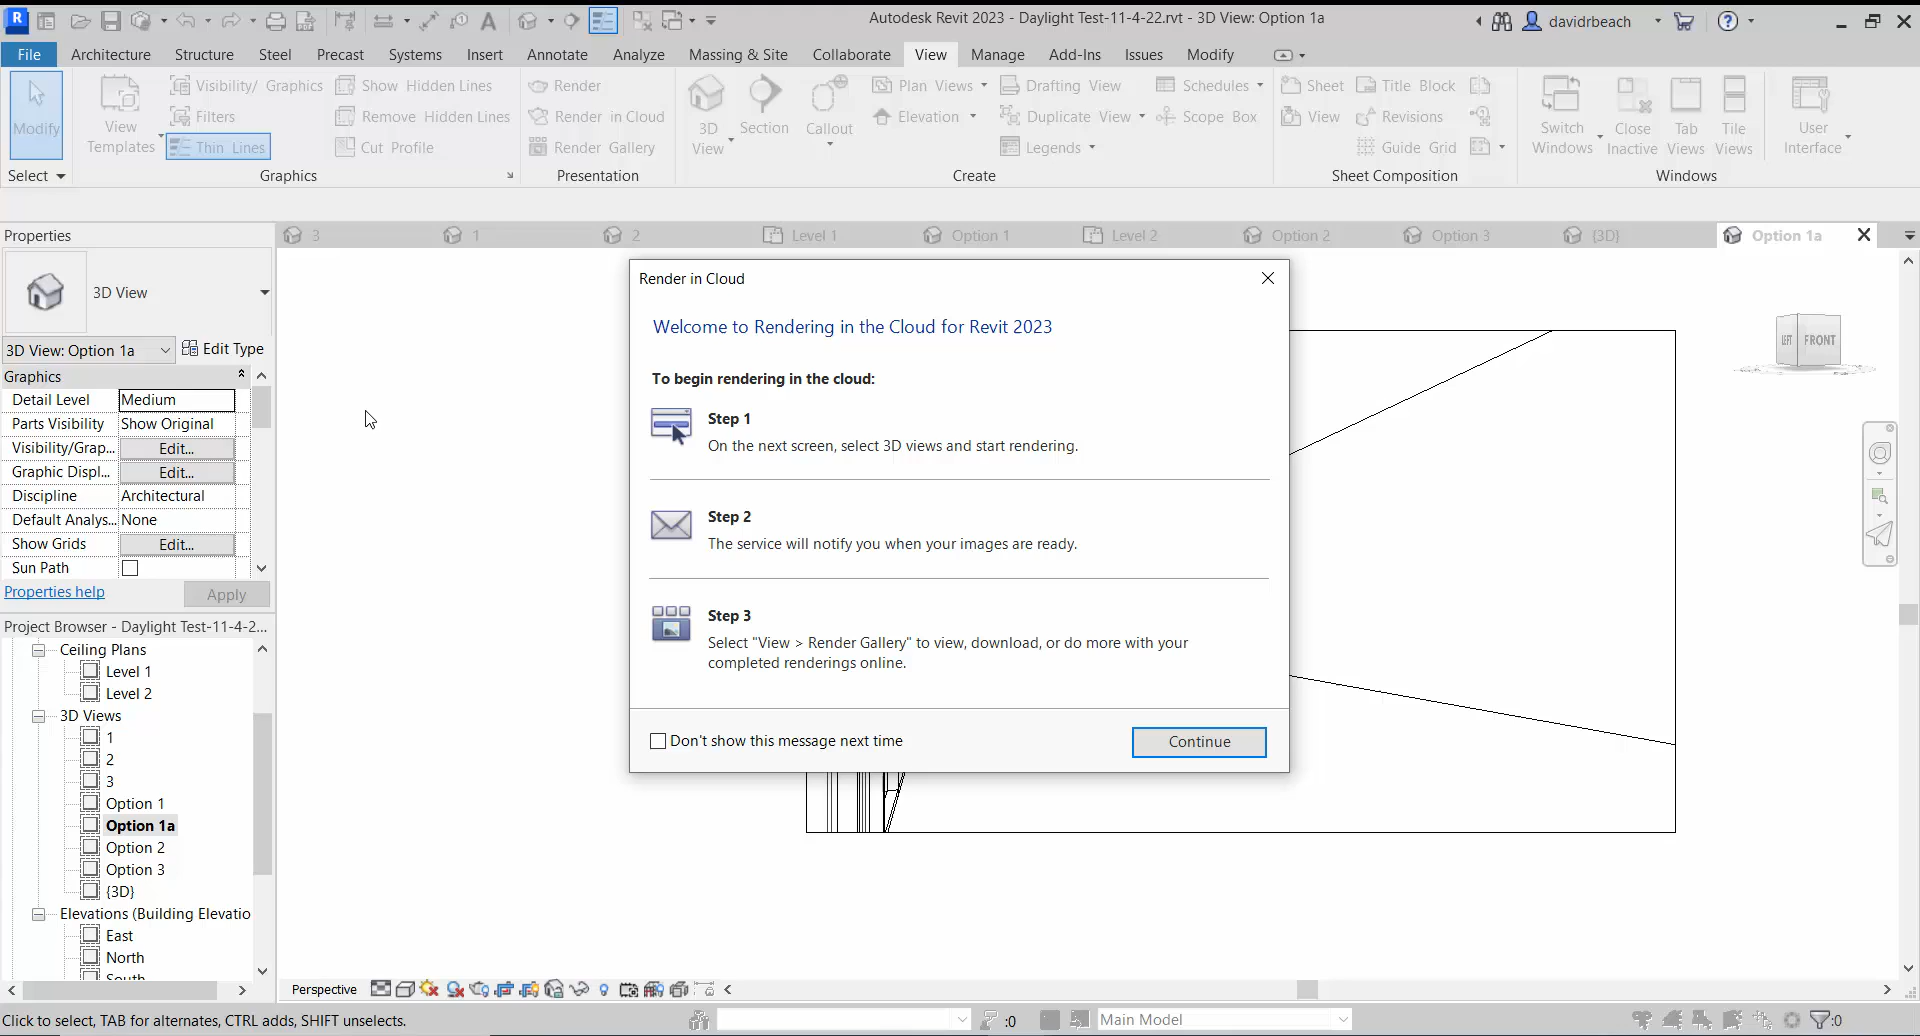 Autodesk Revit 2023 - Daylight Test-11-4-22.rvt - 3D View: Option 1a
davidrbeach
File
Architecture
Structure
Steel
Precast
Systems
Insert
Annotate
Analyze
Massing & Site
Collaborate
View
Manage
Add-Ins
Issues
Modify
Modify
View
Templates
Visibility/ Graphics
Filters
Thin Lines
Show Hidden Lines
Remove Hidden Lines
Cut Profile
Render
Render in Cloud
Render Gallery
3D
View
Section
Callout
Plan Views
Elevation
Drafting View
Duplicate View
Legends
Schedules
Scope Box
Sheet
View
Title Block
Revisions
Guide Grid
Switch
Windows
Close
Inactive
Tab
Views
Tile
Views
User
Interface
Select
Graphics
Presentation
Create
Sheet Composition
Windows
Properties
3
1
2
Level 1
Option 1
Level 2
Option 2
Option 3
{3D}
Option 1a
3D View
3D View: Option 1a
Edit Type
Graphics
Detail Level Medium
Parts Visibility Show Original
Visibility/Grap... Edit...
Graphic Displ... Edit...
Discipline Architectural
Default Analys... None
Show Grids Edit...
Sun Path
Properties help
Apply
Project Browser - Daylight Test-11-4-2...
Ceiling Plans
Level 1
Level 2
3D Views
1
2
3
Option 1
Option 1a
Option 2
Option 3
{3D}
Elevations (Building Elevatio
East
North
South
Render in Cloud
Welcome to Rendering in the Cloud for Revit 2023
To begin rendering in the cloud:
Step 1
On the next screen, select 3D views and start rendering.
Step 2
The service will notify you when your images are ready.
Step 3
Select "View > Render Gallery" to view, download, or do more with your
completed renderings online.
Don't show this message next time
Continue
LEFT
FRONT
Perspective
Click to select, TAB for alternates, CTRL adds, SHIFT unselects.
:0
Main Model
:0